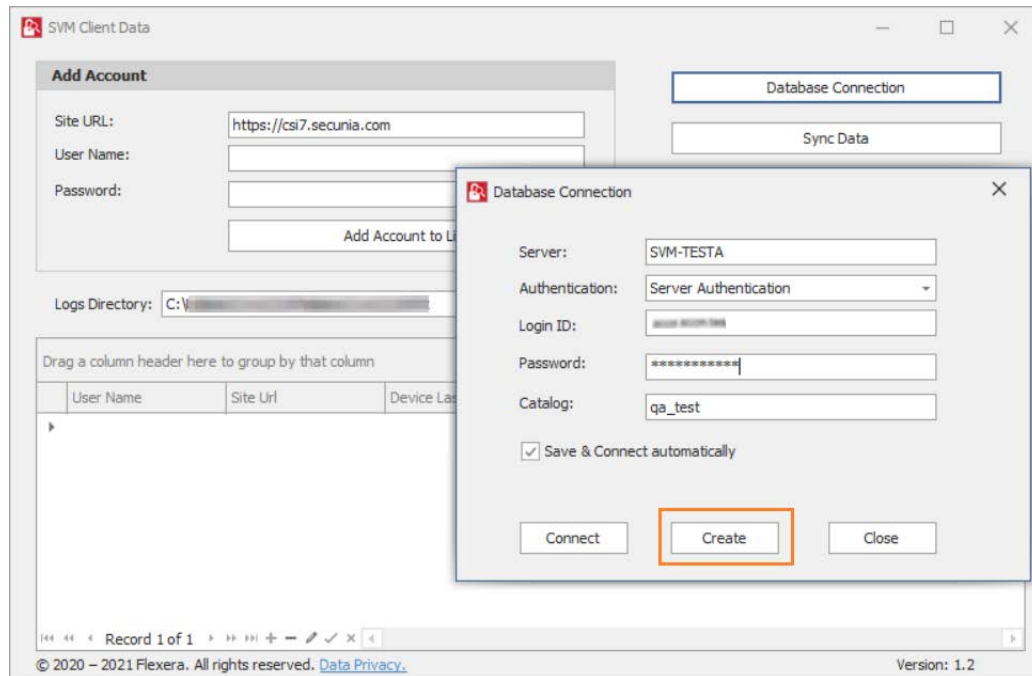 SVM Client Data
Add Account
Site URL: https://csi7.secunia.com
User Name:
Password:
Add Account to Li
Database Connection
Sync Data
Logs Directory: C:\
Drag a column header here to group by that column
User Name Site Url Device Las
Record 1 of 1
© 2020 – 2021 Flexera. All rights reserved. Data Privacy.
Version: 1.2
Database Connection
Server: SVM-TESTA
Authentication: Server Authentication
Login ID:
Password: ***********
Catalog: qa_test
Save & Connect automatically
Connect Create Close